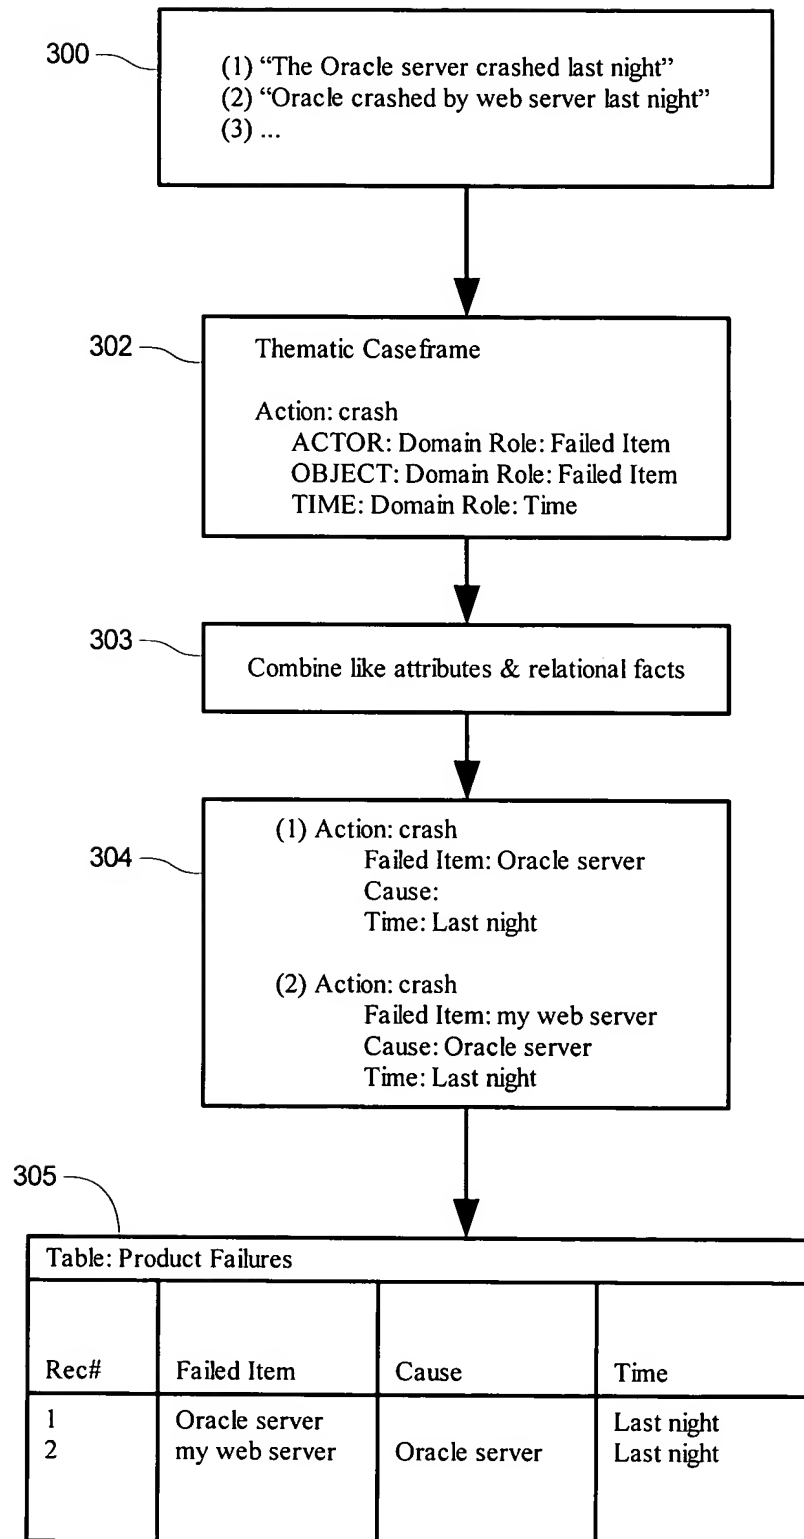 300
(1) “The Oracle server crashed last night”
(2) “Oracle crashed by web server last night”
(3) ...
302
Thematic Caseframe
Action: crash
ACTOR: Domain Role: Failed Item
OBJECT: Domain Role: Failed Item
TIME: Domain Role: Time
303
Combine like attributes & relational facts
304
(1) Action: crash
Failed Item: Oracle server
Cause:
Time: Last night
(2) Action: crash
Failed Item: my web server
Cause: Oracle server
Time: Last night
305
Table: Product Failures
Rec# Failed Item Cause Time
1 Oracle server Last night
2 my web server Oracle server Last night